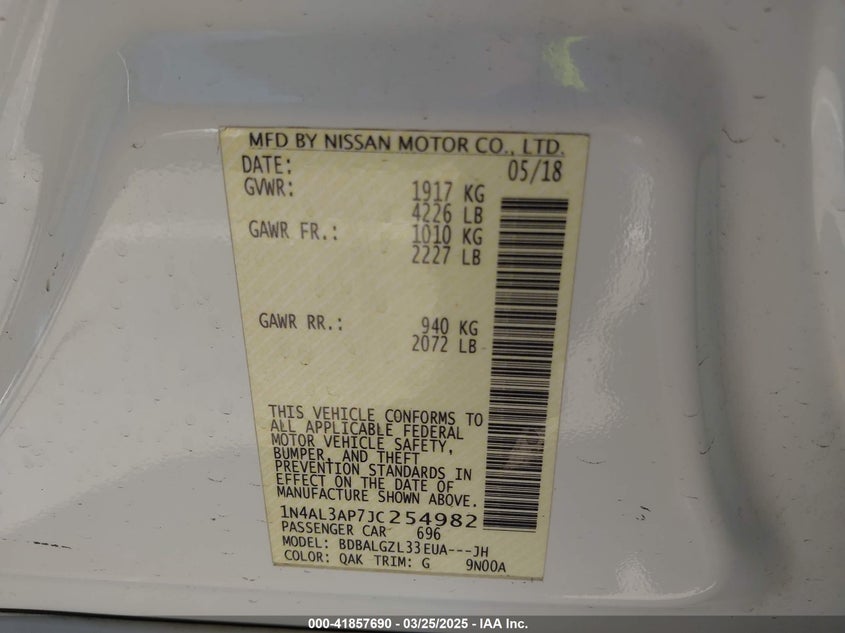 MFD BY NISSAN MOTOR CO., LTD.
DATE: 05/18
GVWR: 1917 KG
4226 LB
GAWR FR.: 1010 KG
2227 LB
GAWR RR.: 940 KG
2072 LB
THIS VEHICLE CONFORMS TO
ALL APPLICABLE FEDERAL
MOTOR VEHICLE SAFETY,
BUMPER, AND THEFT
PREVENTION STANDARDS IN
EFFECT ON THE DATE OF
MANUFACTURE SHOWN ABOVE.
1N4AL3AP7JC254982
PASSENGER CAR 696
MODEL: BDBALGZL33EUA---JH
COLOR: QAK TRIM: G 9N00A
000-41857690 - 03/25/2025 - IAA Inc.